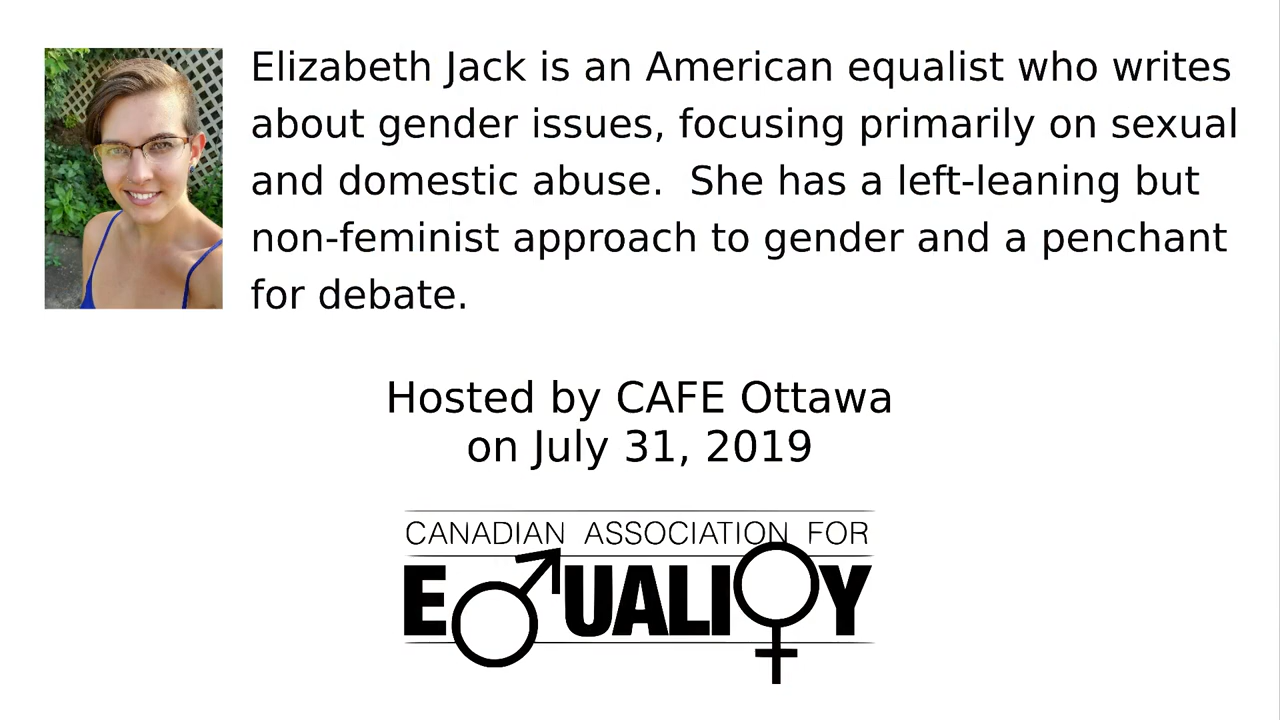 Elizabeth Jack is an American equalist who writes
about gender issues, focusing primarily on sexual
and domestic abuse.  She has a left-leaning but
non-feminist approach to gender and a penchant
for debate.
Hosted by CAFE Ottawa
on July 31, 2019
CANADIAN ASSOCIATION FOR
E♂UALI♀Y